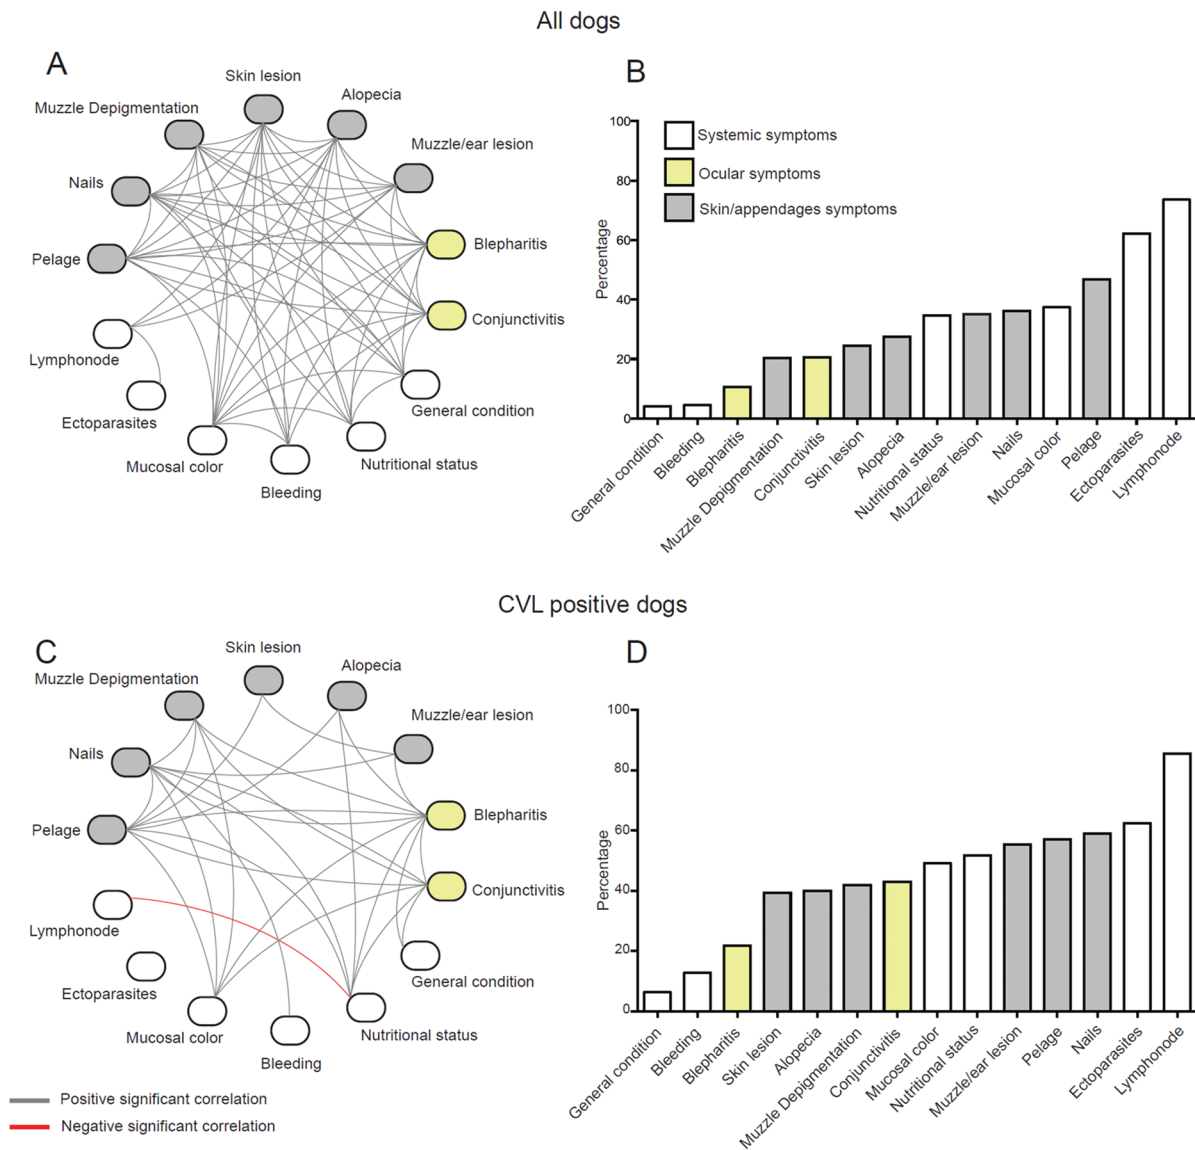 All dogs
A
Skin lesion
Alopecia
Muzzle Depigmentation
Muzzle/ear lesion
Nails
Blepharitis
Pelage
Conjunctivitis
Lymphonode
General condition
Ectoparasites
Nutritional status
Mucosal color
Bleeding
B
Systemic symptoms
Ocular symptoms
Skin/appendages symptoms
Percentage
100
80
60
40
20
0
General condition
Bleeding
Blepharitis
Muzzle Depigmentation
Conjunctivitis
Skin lesion
Alopecia
Nutritional status
Muzzle/ear lesion
Nails
Mucosal color
Pelage
Ectoparasites
Lymphonode
CVL positive dogs
C
Skin lesion
Alopecia
Muzzle Depigmentation
Muzzle/ear lesion
Nails
Blepharitis
Pelage
Conjunctivitis
Lymphonode
General condition
Ectoparasites
Nutritional status
Mucosal color
Bleeding
Positive significant correlation
Negative significant correlation
D
Percentage
100
80
60
40
20
0
General condition
Bleeding
Blepharitis
Skin lesion
Alopecia
Muzzle Depigmentation
Conjunctivitis
Mucosal color
Nutritional status
Muzzle/ear lesion
Pelage
Nails
Ectoparasites
Lymphonode